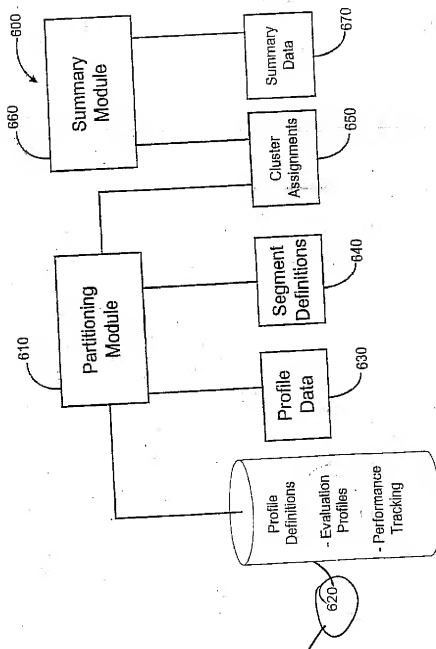 600
660
Summary
Module
610
Partitioning
Module
Summary
Data
670
Cluster
Assignments
650
Segment
Definitions
640
Profile
Data
630
Profile
Definitions
- Evaluation
Profiles
- Performance
Tracking
620